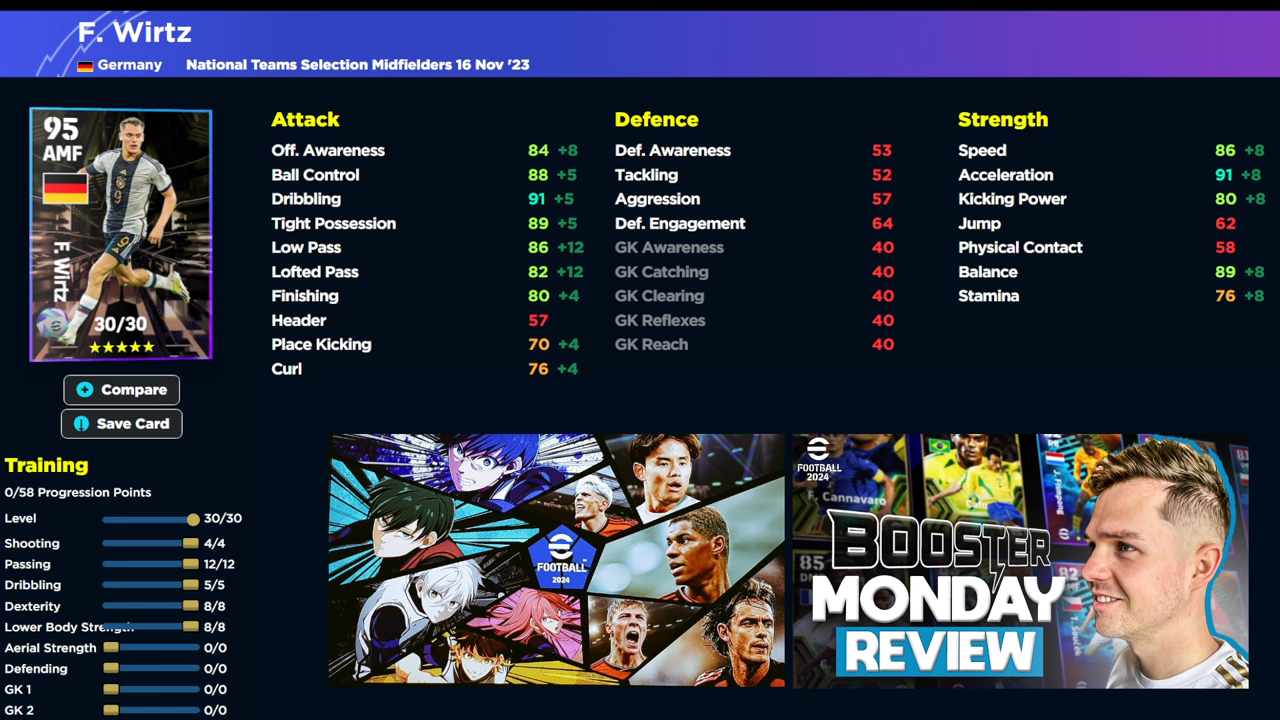 F. Wirtz
Germany National Teams Selection Midfielders 16 Nov '23
95
AMF
F. Wirtz
30/30
Compare
Save Card
Attack
Off. Awareness 84 +8
Ball Control 88 +5
Dribbling 91 +5
Tight Possession 89 +5
Low Pass 86 +12
Lofted Pass 82 +12
Finishing 80 +4
Header 57
Place Kicking 70 +4
Curl 76 +4
Defence
Def. Awareness 53
Tackling 52
Aggression 57
Def. Engagement 64
GK Awareness 40
GK Catching 40
GK Clearing 40
GK Reflexes 40
GK Reach 40
Strength
Speed 86 +8
Acceleration 91 +8
Kicking Power 80 +8
Jump 62
Physical Contact 58
Balance 89 +8
Stamina 76 +8
Training
0/58 Progression Points
Level 30/30
Shooting 4/4
Passing 12/12
Dribbling 5/5
Dexterity 8/8
Lower Body Strength 8/8
Aerial Strength 0/0
Defending 0/0
GK 1 0/0
GK 2 0/0
FOOTBALL
2024
FOOTBALL
2024
F. Cannavaro
85
BOOSTER
MONDAY
REVIEW